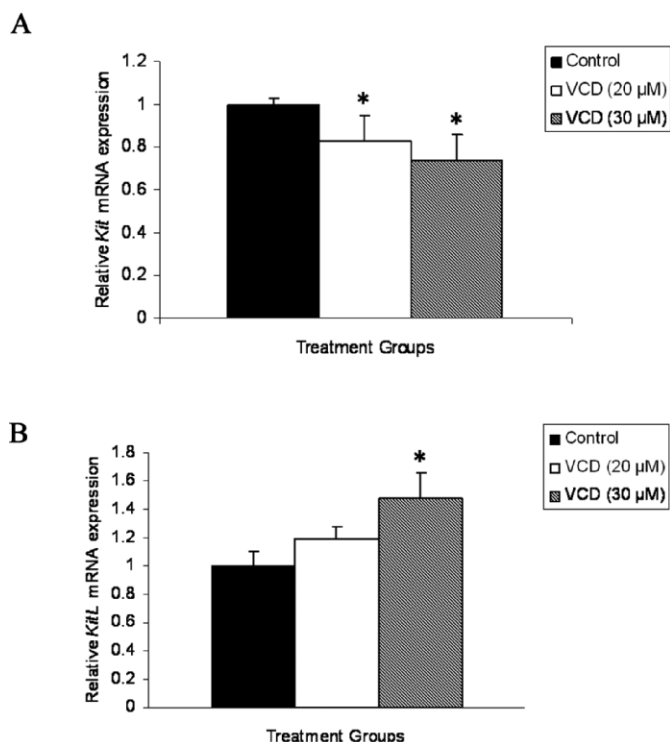 A
Relative Kit mRNA expression
1.2
1
0.8
0.6
0.4
0.2
0
*
*
Treatment Groups
Control
VCD (20 µM)
VCD (30 µM)
B
Relative KitL mRNA expression
1.8
1.6
1.4
1.2
1
0.8
0.6
0.4
0.2
0
*
Treatment Groups
Control
VCD (20 µM)
VCD (30 µM)